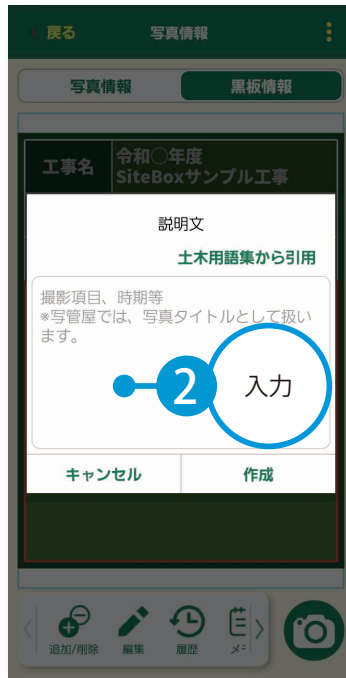 戻る
写真情報
写真情報
黒板情報
工事名
令和○年度
SiteBoxサンプル工事
説明文
土木用語集から引用
撮影項目、時期等
※写管屋では、写真タイトルとして扱い
ます。
2
入力
キャンセル
作成
追加/削除
編集
履歴